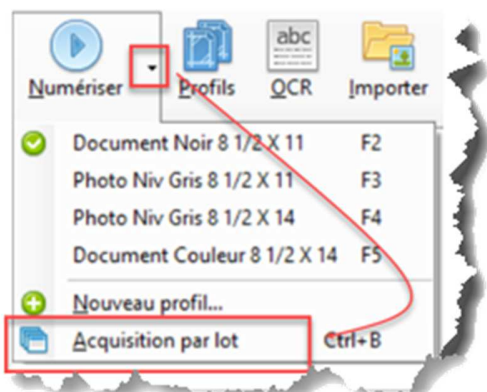 abc
Numériser Profils OCR Importer
Document Noir 8 1/2 X 11 F2
Photo Niv Gris 8 1/2 X 11 F3
Photo Niv Gris 8 1/2 X 14 F4
Document Couleur 8 1/2 X 14 F5
Nouveau profil...
Acquisition par lot Ctrl+B